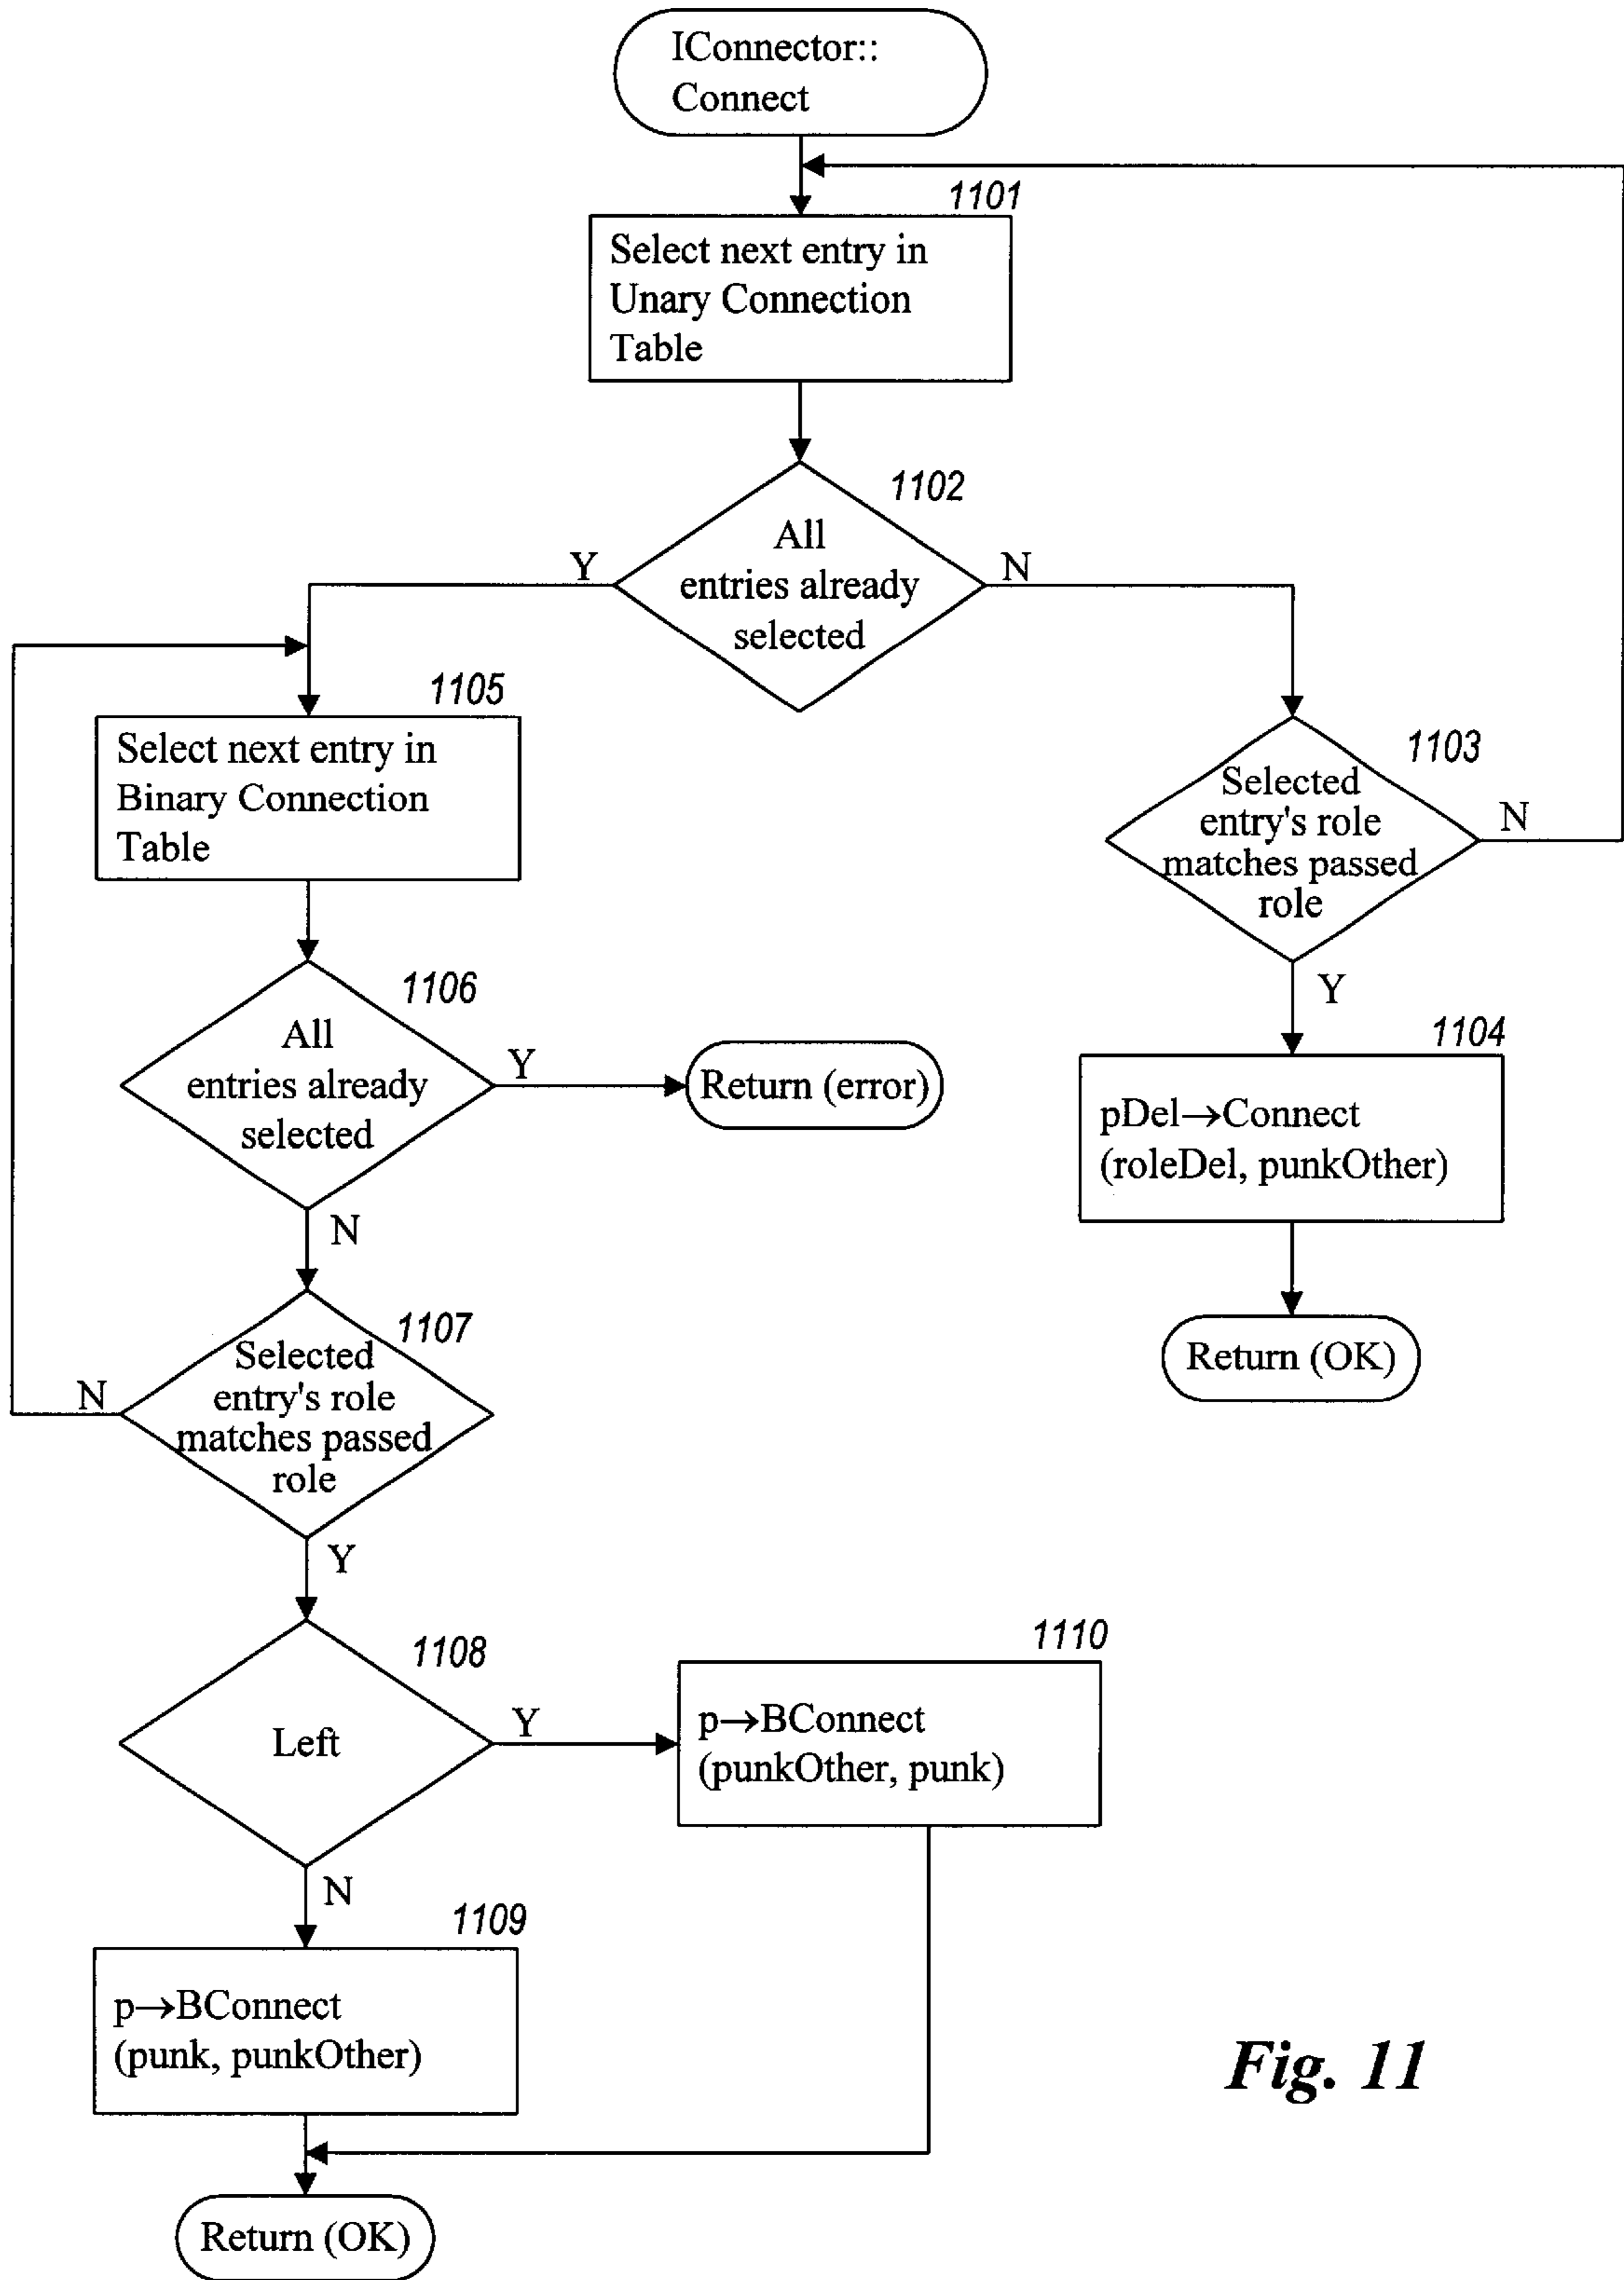 IConnector::
Connect
1101
Select next entry in
Unary Connection
Table
1102
All
entries already
selected
Y
N
1105
Select next entry in
Binary Connection
Table
1103
Selected
entry's role
matches passed
role
N
Y
1106
All
entries already
selected
Y
Return (error)
N
1104
pDel→Connect
(roleDel, punkOther)
Return (OK)
1107
Selected
entry's role
matches passed
role
N
Y
1108
Left
Y
N
1110
p→BConnect
(punkOther, punk)
1109
p→BConnect
(punk, punkOther)
Return (OK)
Fig. 11